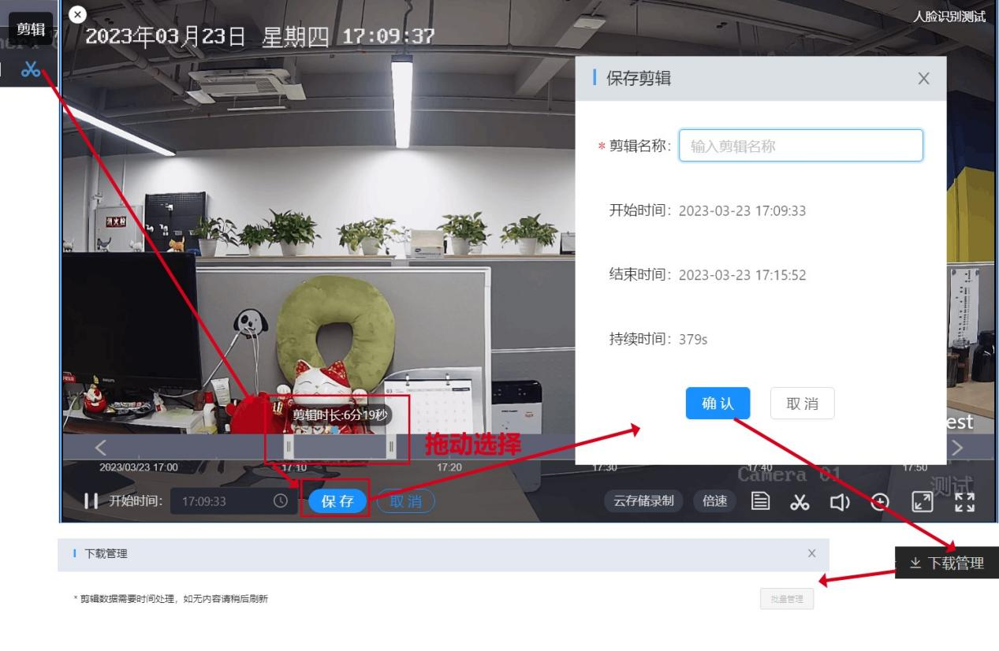 剪辑
2023年03月23日 星期四 17:09:37
人脸识别测试
保存剪辑
* 剪辑名称: 输入剪辑名称
开始时间: 2023-03-23 17:09:33
结束时间: 2023-03-23 17:15:52
持续时间: 379s
确 认
取 消
灭火箱
剪辑时长:6分19秒
拖动选择
est
2023/03/23 17:00
17:10
17:20
17:30
17:40
17:50
Camera 01
测试
开始时间:
17:09:33
保 存
取 消
云存储录制
倍速
下载管理
下载管理
* 剪辑数据需要时间处理，如无内容请稍后刷新
批量管理